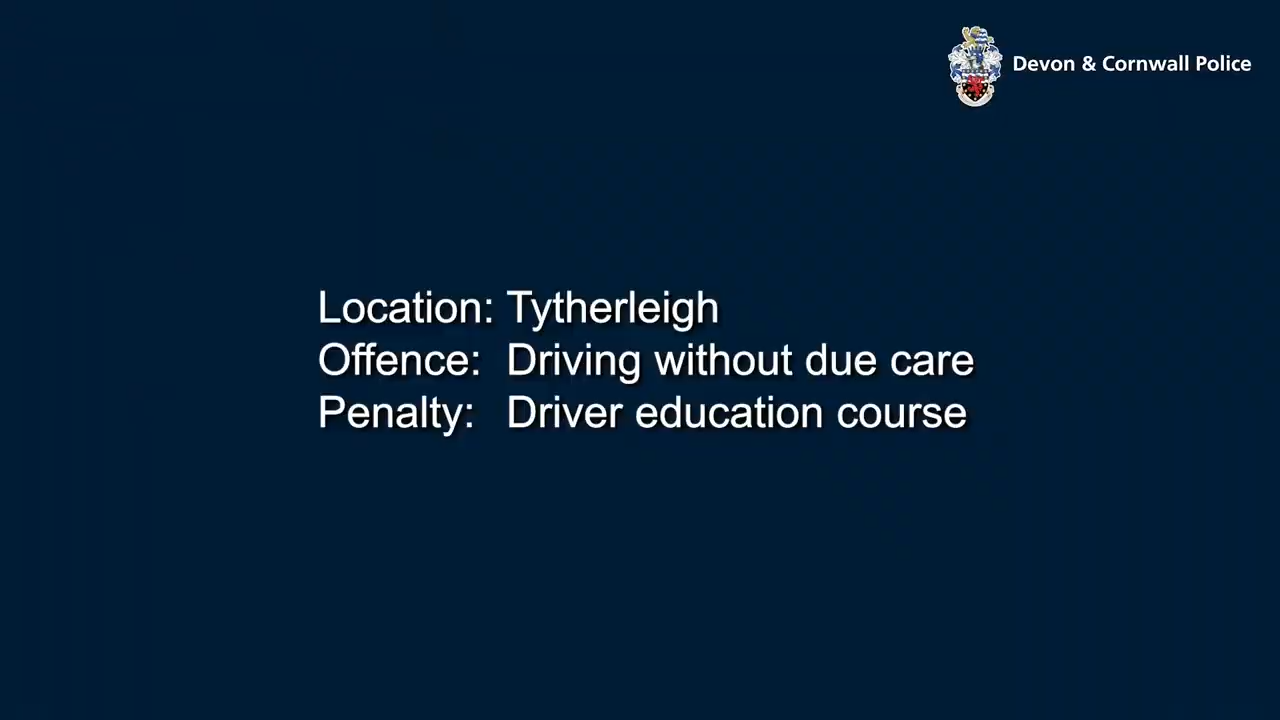 Devon & Cornwall Police
Location: Tytherleigh
Offence: Driving without due care
Penalty: Driver education course